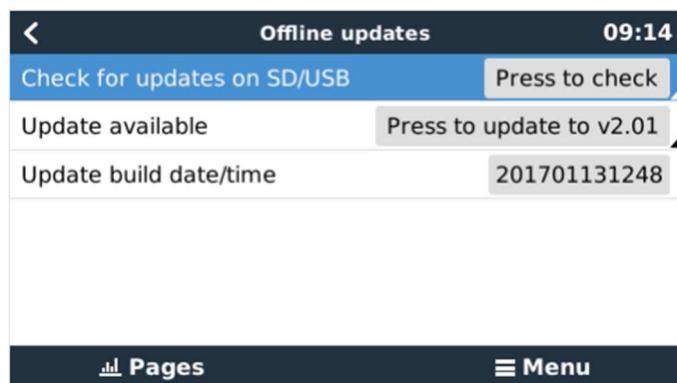 Offline updates 09:14
Check for updates on SD/USB Press to check
Update available Press to update to v2.01
Update build date/time 201701131248
Pages Menu